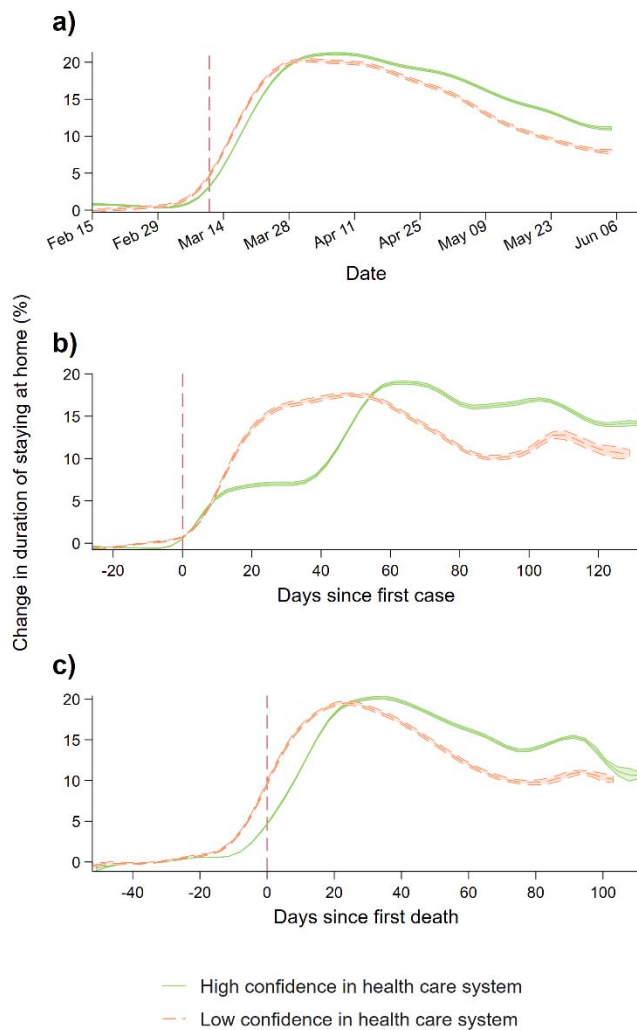 a)
20
15
10
5
0
Feb 15
Feb 29
Mar 14
Mar 28
Apr 11
Apr 25
May 09
May 23
Jun 06
Date
Change in duration of staying at home (%)
b)
20
15
10
5
0
-20
0
20
40
60
80
100
120
Days since first case
c)
20
15
10
5
0
-40
-20
0
20
40
60
80
100
Days since first death
High confidence in health care system
Low confidence in health care system